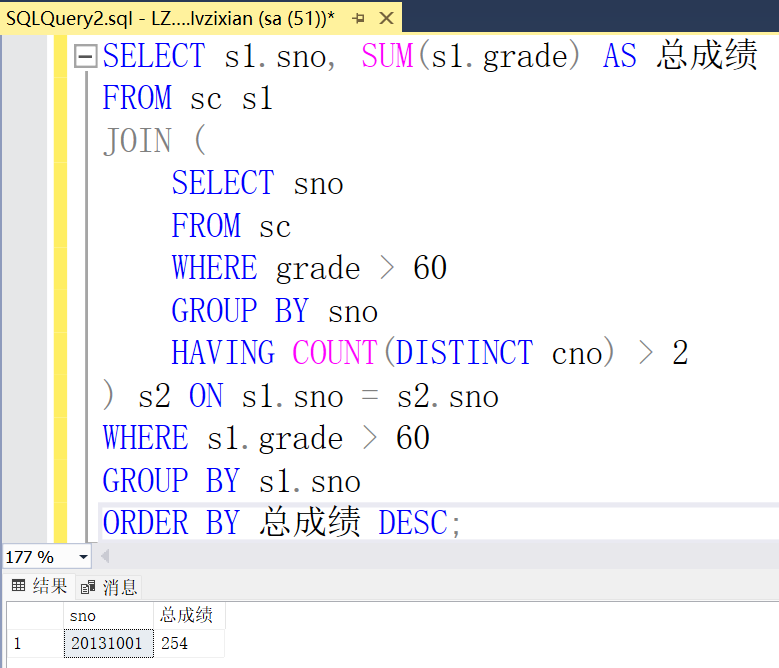 SQLQuery2.sql - LZ....lvzixian (sa (51))*
SELECT s1.sno, SUM(s1.grade) AS 总成绩
FROM sc s1
JOIN (
SELECT sno
FROM sc
WHERE grade > 60
GROUP BY sno
HAVING COUNT(DISTINCT cno) > 2
) s2 ON s1.sno = s2.sno
WHERE s1.grade > 60
GROUP BY s1.sno
ORDER BY 总成绩 DESC;
177 %
结果 消息
sno 总成绩
1 20131001 254